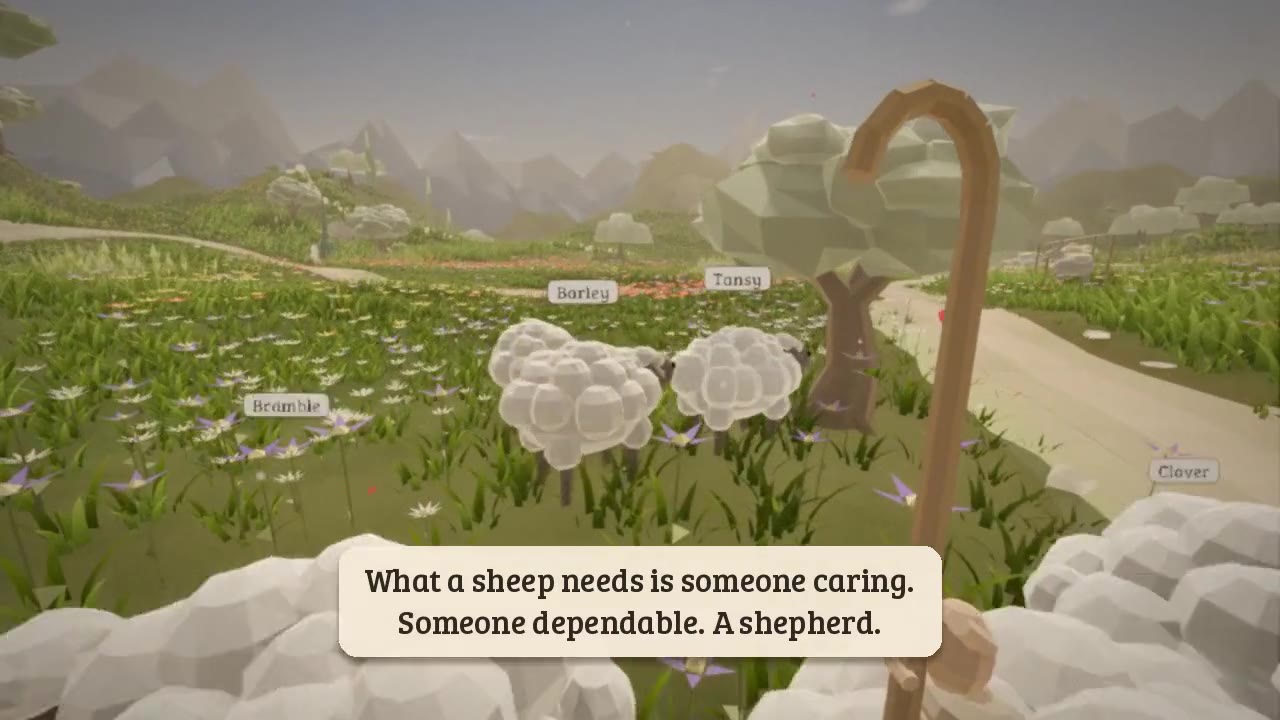 Tansy
Barley
Bramble
Clover
What a sheep needs is someone caring.
Someone dependable. A shepherd.